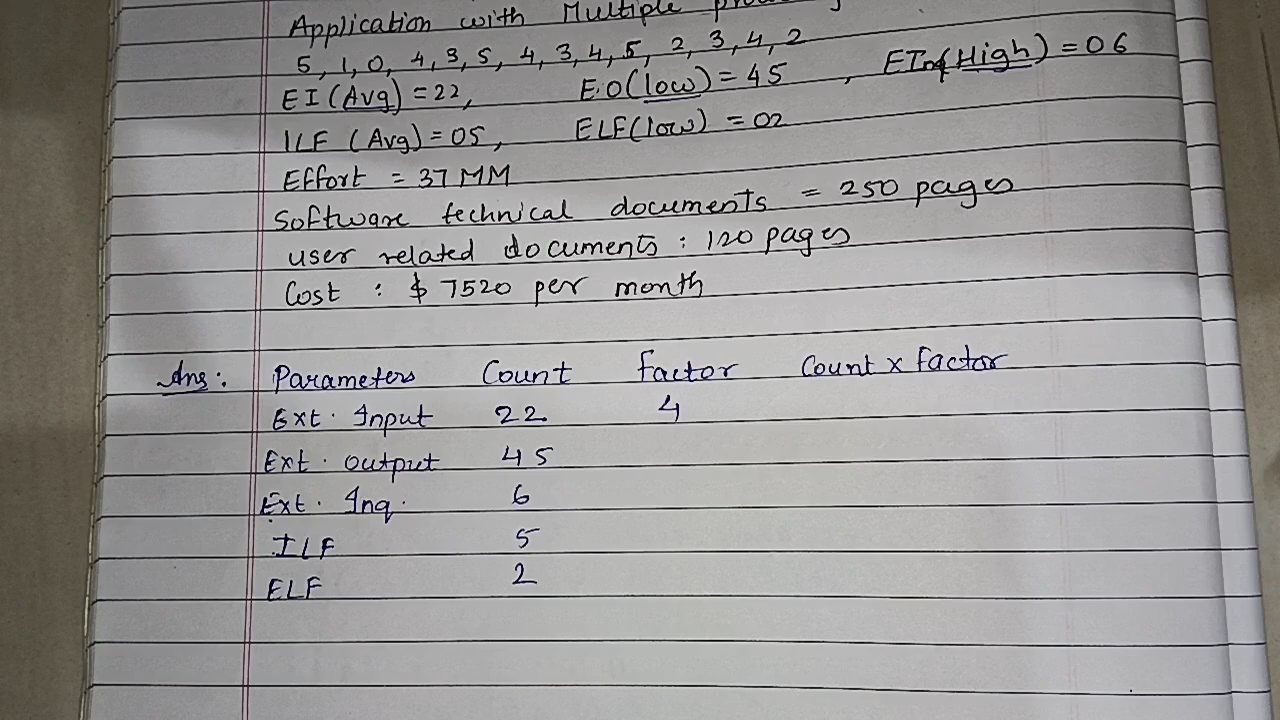 Application with Multiple
5, 1, 0, 4, 3, 5, 4, 3, 4, 5, 2, 3, 4, 2
EI (Avg) = 22, E.O (low) = 45, EInq (High) = 06
ILF (Avg) = 05, ELF (low) = 02
Effort = 37 MM
Software technical documents = 250 pages
user related documents : 120 pages
Cost : $ 7520 per month
Ans: Parameters Count factor Count x factor
Ext. Input 22 4
Ext. output 45
Ext. Inq. 6
ILF 5
ELF 2